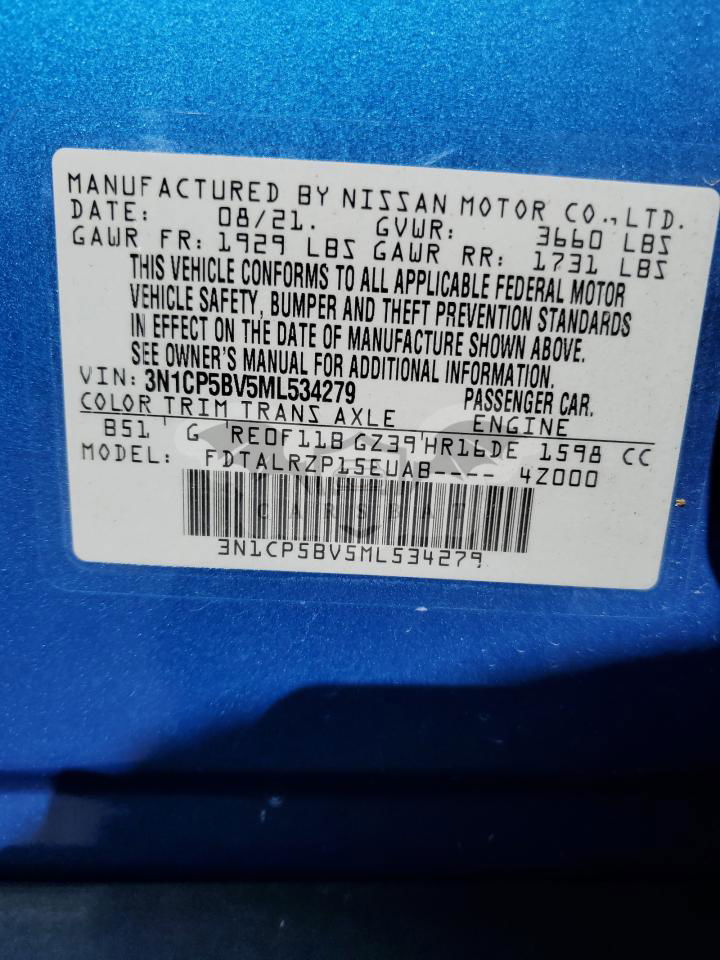 MANUFACTURED BY NISSAN MOTOR CO., LTD.
DATE: 08/21. GVWR: 3660 LBS
GAWR FR: 1929 LBS GAWR RR: 1731 LBS
THIS VEHICLE CONFORMS TO ALL APPLICABLE FEDERAL MOTOR
VEHICLE SAFETY, BUMPER AND THEFT PREVENTION STANDARDS
IN EFFECT ON THE DATE OF MANUFACTURE SHOWN ABOVE.
SEE OWNER'S MANUAL FOR ADDITIONAL INFORMATION.
VIN: 3N1CP5BV5ML534279 PASSENGER CAR.
COLOR TRIM TRANS AXLE ENGINE
B51 G RE0F11B GZ39 HR16DE 1598 CC
MODEL: FDTALRZP15EUAB---- 4Z000
3N1CP5BV5ML534279